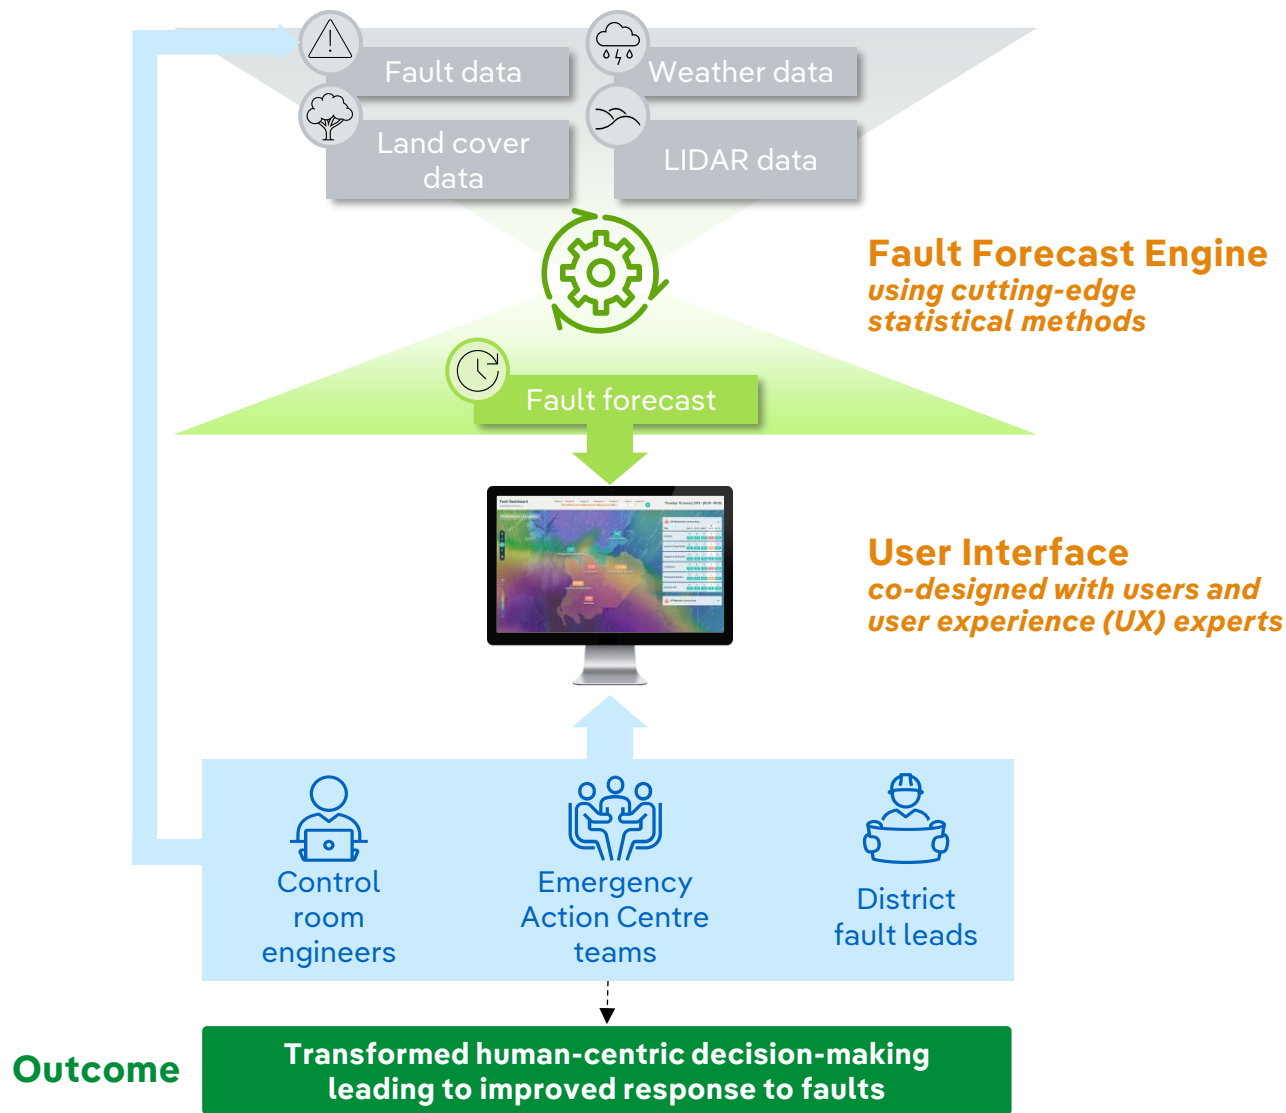 Fault data
Weather data
Land cover
data
LIDAR data
Fault Forecast Engine
using cutting-edge
statistical methods
Fault forecast
Fault Dashboard
User Interface
co-designed with users and
user experience (UX) experts
Control
room
engineers
Emergency
Action Centre
teams
District
fault leads
Outcome
Transformed human-centric decision-making
leading to improved response to faults